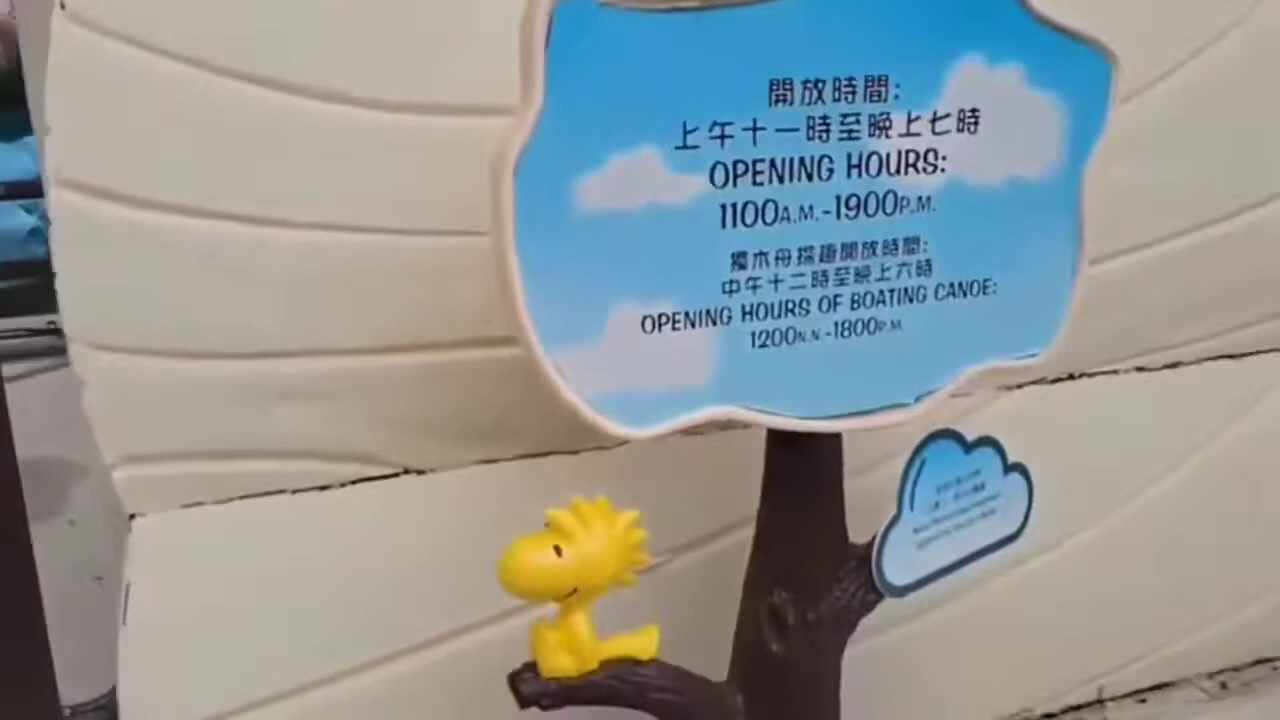 開放時間:
上午十一時至晚上七時
OPENING HOURS:
1100A.M.-1900P.M.
獨木舟探趣開放時間:
中午十二時至晚上六時
OPENING HOURS OF BOATING CANOE:
1200N.N.-1800P.M.